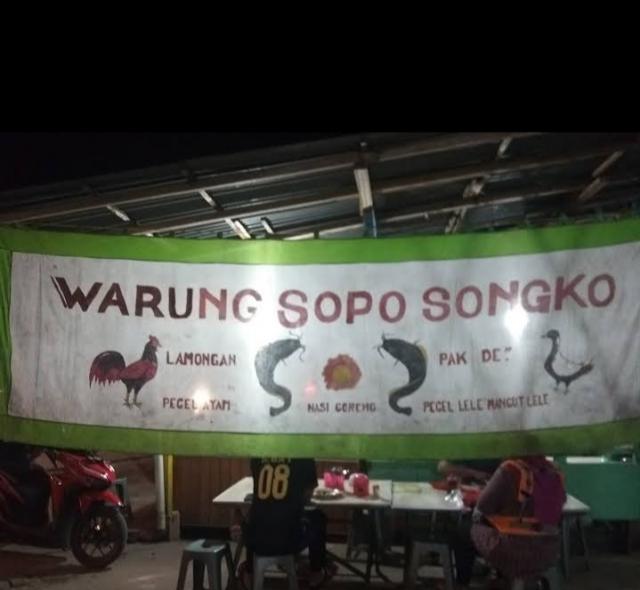 WARUNG SOPO SONGKO
LAMONGAN PAK DE"
PECEL AYAM NASI GORENG PECEL LELE MANGUT LELE
08